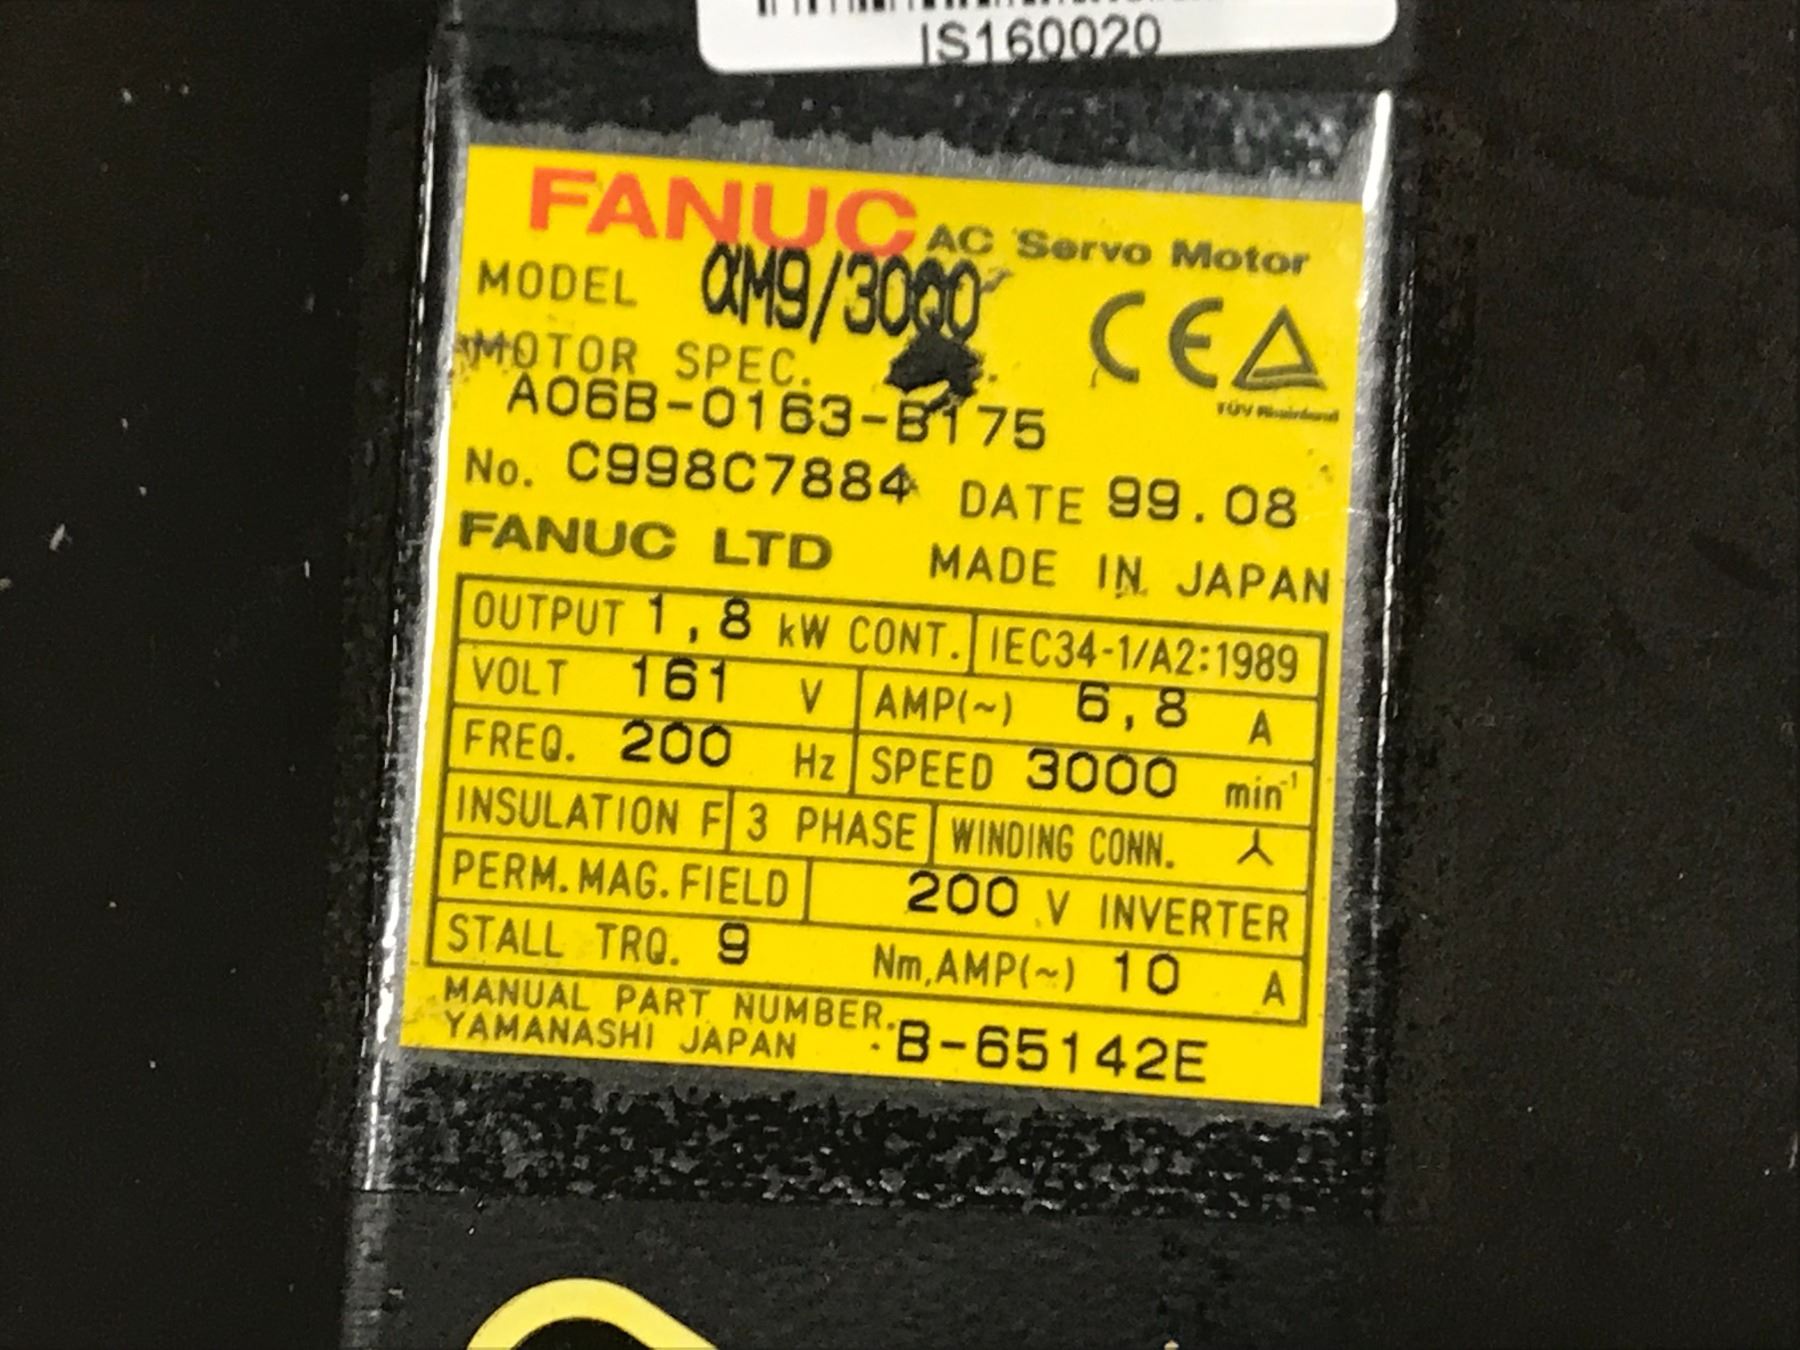 IS160020
FANUC AC Servo Motor
MODEL αM9/3000
CE
MOTOR SPEC.
TÜV Rheinland
A06B-0163-B175
No. C998C7884 DATE 99.08
FANUC LTD MADE IN JAPAN
OUTPUT 1,8 kW CONT. IEC34-1/A2:1989
VOLT 161 V AMP(~) 6,8 A
FREQ. 200 Hz SPEED 3000 min⁻¹
INSULATION F 3 PHASE WINDING CONN.
PERM.MAG.FIELD 200 V INVERTER
STALL TRQ. 9 Nm,AMP(~) 10 A
MANUAL PART NUMBER.
YAMANASHI JAPAN B-65142E